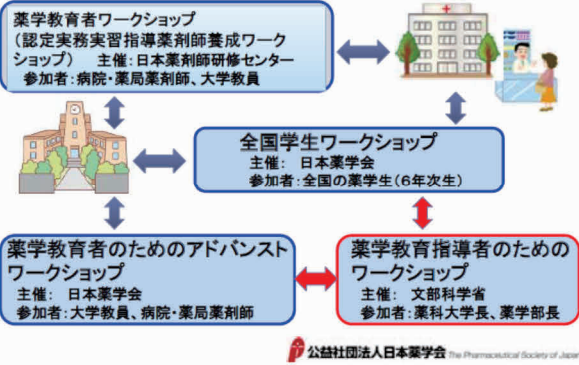 薬学教育者ワークショップ
(認定実務実習指導薬剤師養成ワーク
ショップ) 主催:日本薬剤師研修センター
参加者:病院・薬局薬剤師、大学教員
全国学生ワークショップ
主催: 日本薬学会
参加者:全国の薬学生(6年次生)
薬学教育者のためのアドバンスト
ワークショップ
主催: 日本薬学会
参加者:大学教員、病院・薬局薬剤師
薬学教育指導者のための
ワークショップ
主催: 文部科学省
参加者:薬科大学長、薬学部長
公益社団法人日本薬学会 The Pharmaceutical Society of Japan